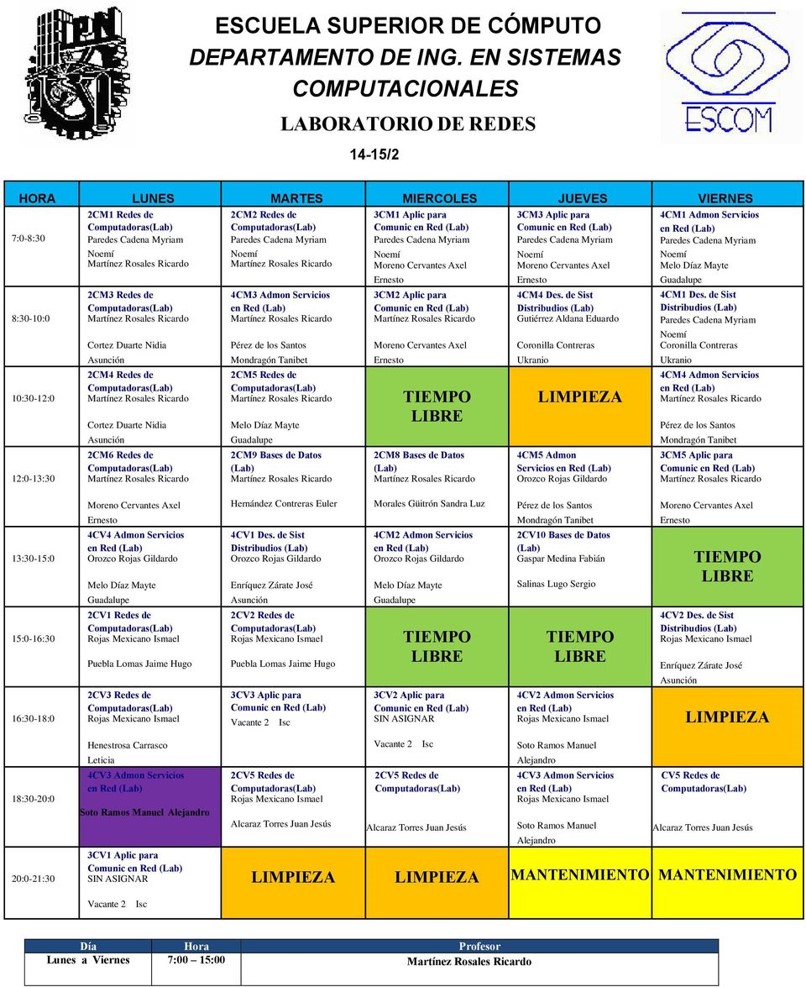 IPN
ESCUELA SUPERIOR DE CÓMPUTO
DEPARTAMENTO DE ING. EN SISTEMAS
COMPUTACIONALES
LABORATORIO DE REDES
14-15/2
ESCOM
HORA LUNES MARTES MIERCOLES JUEVES VIERNES
7:0-8:30
2CM1 Redes de
Computadoras(Lab)
Paredes Cadena Myriam
Noemí
Martínez Rosales Ricardo
2CM2 Redes de
Computadoras(Lab)
Paredes Cadena Myriam
Noemí
Martínez Rosales Ricardo
3CM1 Aplic para
Comunic en Red (Lab)
Paredes Cadena Myriam
Noemí
Moreno Cervantes Axel
Ernesto
3CM3 Aplic para
Comunic en Red (Lab)
Paredes Cadena Myriam
Noemí
Moreno Cervantes Axel
Ernesto
4CM1 Admon Servicios
en Red (Lab)
Paredes Cadena Myriam
Noemí
Melo Díaz Mayte
Guadalupe
8:30-10:0
2CM3 Redes de
Computadoras(Lab)
Martínez Rosales Ricardo
Cortez Duarte Nidia
Asunción
4CM3 Admon Servicios
en Red (Lab)
Martínez Rosales Ricardo
Pérez de los Santos
Mondragón Tanibet
3CM2 Aplic para
Comunic en Red (Lab)
Martínez Rosales Ricardo
Moreno Cervantes Axel
Ernesto
4CM4 Des. de Sist
Distribudios (Lab)
Gutiérrez Aldana Eduardo
Coronilla Contreras
Ukranio
4CM1 Des. de Sist
Distribudios (Lab)
Paredes Cadena Myriam
Noemí
Coronilla Contreras
Ukranio
10:30-12:0
2CM4 Redes de
Computadoras(Lab)
Martínez Rosales Ricardo
Cortez Duarte Nidia
Asunción
2CM5 Redes de
Computadoras(Lab)
Martínez Rosales Ricardo
Melo Díaz Mayte
Guadalupe
TIEMPO
LIBRE
LIMPIEZA
4CM4 Admon Servicios
en Red (Lab)
Martínez Rosales Ricardo
Pérez de los Santos
Mondragón Tanibet
12:0-13:30
2CM6 Redes de
Computadoras(Lab)
Martínez Rosales Ricardo
Moreno Cervantes Axel
Ernesto
2CM9 Bases de Datos
(Lab)
Martínez Rosales Ricardo
Hernández Contreras Euler
2CM8 Bases de Datos
(Lab)
Martínez Rosales Ricardo
Morales Güitrón Sandra Luz
4CM5 Admon
Servicios en Red (Lab)
Orozco Rojas Gildardo
Pérez de los Santos
Mondragón Tanibet
3CM5 Aplic para
Comunic en Red (Lab)
Martínez Rosales Ricardo
Moreno Cervantes Axel
Ernesto
13:30-15:0
4CV4 Admon Servicios
en Red (Lab)
Orozco Rojas Gildardo
Melo Díaz Mayte
Guadalupe
4CV1 Des. de Sist
Distribudios (Lab)
Orozco Rojas Gildardo
Enríquez Zárate José
Asunción
4CM2 Admon Servicios
en Red (Lab)
Orozco Rojas Gildardo
Melo Díaz Mayte
Guadalupe
2CV10 Bases de Datos
(Lab)
Gaspar Medina Fabián
Salinas Lugo Sergio
TIEMPO
LIBRE
15:0-16:30
2CV1 Redes de
Computadoras(Lab)
Rojas Mexicano Ismael
Puebla Lomas Jaime Hugo
2CV2 Redes de
Computadoras(Lab)
Rojas Mexicano Ismael
Puebla Lomas Jaime Hugo
TIEMPO
LIBRE
TIEMPO
LIBRE
4CV2 Des. de Sist
Distribudios (Lab)
Rojas Mexicano Ismael
Enríquez Zárate José
Asunción
16:30-18:0
2CV3 Redes de
Computadoras(Lab)
Rojas Mexicano Ismael
Henestrosa Carrasco
Leticia
3CV3 Aplic para
Comunic en Red (Lab)
Vacante 2 Isc
3CV2 Aplic para
Comunic en Red (Lab)
SIN ASIGNAR
Vacante 2 Isc
4CV2 Admon Servicios
en Red (Lab)
Rojas Mexicano Ismael
Soto Ramos Manuel
Alejandro
LIMPIEZA
18:30-20:0
4CV3 Admon Servicios
en Red (Lab)
Soto Ramos Manuel Alejandro
2CV5 Redes de
Computadoras(Lab)
Rojas Mexicano Ismael
Alcaraz Torres Juan Jesús
2CV5 Redes de
Computadoras(Lab)
Alcaraz Torres Juan Jesús
4CV3 Admon Servicios
en Red (Lab)
Rojas Mexicano Ismael
Soto Ramos Manuel
Alejandro
CV5 Redes de
Computadoras(Lab)
Alcaraz Torres Juan Jesús
20:0-21:30
3CV1 Aplic para
Comunic en Red (Lab)
SIN ASIGNAR
Vacante 2 Isc
LIMPIEZA
LIMPIEZA
MANTENIMIENTO
MANTENIMIENTO
Día Hora Profesor
Lunes a Viernes 7:00 – 15:00 Martínez Rosales Ricardo